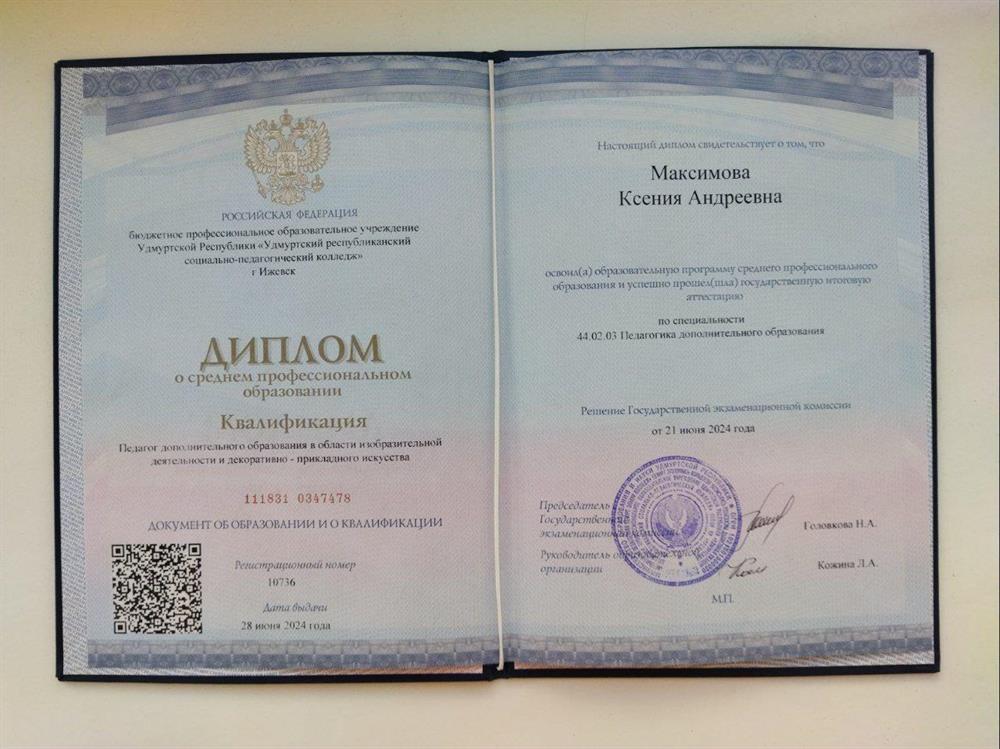 РОССИЙСКАЯ ФЕДЕРАЦИЯ
бюджетное профессиональное образовательное учреждение
Удмуртской Республики «Удмуртский республиканский
социально-педагогический колледж»
г Ижевск
ДИПЛОМ
о среднем профессиональном
образовании
Квалификация
Педагог дополнительного образования в области изобразительной
деятельности и декоративно - прикладного искусства
111831 0347478
ДОКУМЕНТ ОБ ОБРАЗОВАНИИ И О КВАЛИФИКАЦИИ
Регистрационный номер
10736
Дата выдачи
28 июня 2024 года
Настоящий диплом свидетельствует о том, что
Максимова
Ксения Андреевна
освоил(а) образовательную программу среднего профессионального
образования и успешно прошел(шла) государственную итоговую
аттестацию
по специальности
44.02.03 Педагогика дополнительного образования
Решение Государственной экзаменационной комиссии
от 21 июня 2024 года
Председатель
Государственной
экзаменационной комиссии
Головкова Н.А.
Руководитель образовательной
организации
Кожина Л.А.
М.П.